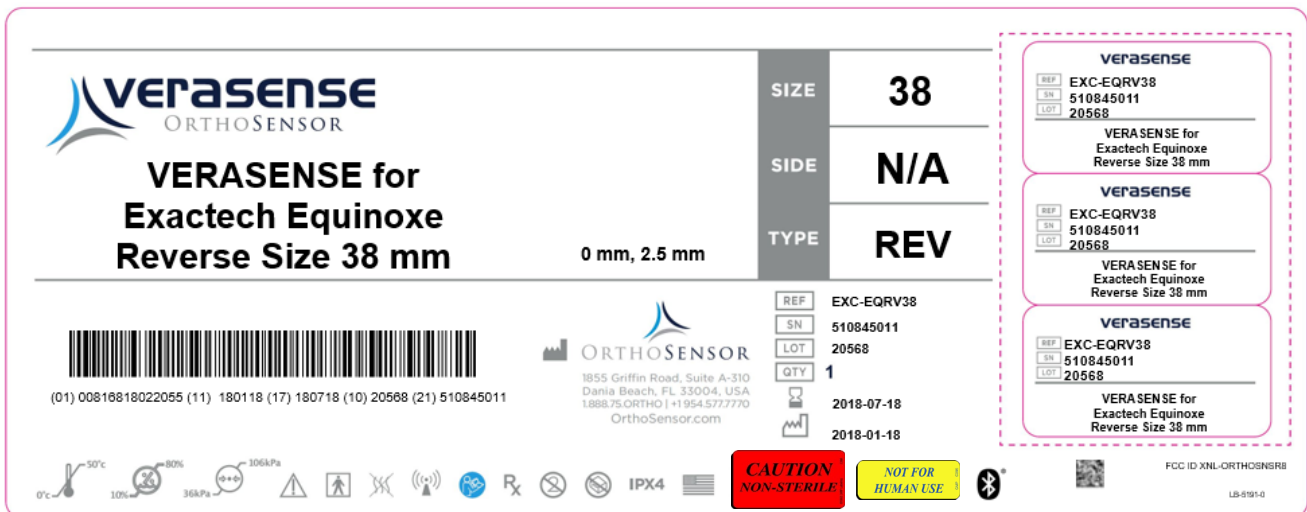 verasense
ORTHOSENSOR
VERASENSE for
Exactech Equinoxe
Reverse Size 38 mm
0 mm, 2.5 mm
SIZE 38
SIDE N/A
TYPE REV
(01) 00816818022055 (11) 180118 (17) 180718 (10) 20568 (21) 510845011
ORTHOSENSOR
1855 Griffin Road, Suite A-310
Dania Beach, FL 33004, USA
1.888.75.ORTHO | +1 954.577.7770
OrthoSensor.com
REF EXC-EQRV38
SN 510845011
LOT 20568
QTY 1
2018-07-18
2018-01-18
verasense
REF EXC-EQRV38
SN 510845011
LOT 20568
VERASENSE for
Exactech Equinoxe
Reverse Size 38 mm
verasense
REF EXC-EQRV38
SN 510845011
LOT 20568
VERASENSE for
Exactech Equinoxe
Reverse Size 38 mm
verasense
REF EXC-EQRV38
SN 510845011
LOT 20568
VERASENSE for
Exactech Equinoxe
Reverse Size 38 mm
0°c 50°c
10% 80%
36kPa 106kPa
Rx
2
IPX4
CAUTION
NON-STERILE
NOT FOR
HUMAN USE
FCC ID XNL-ORTHOSNSR8
LB-5191-0